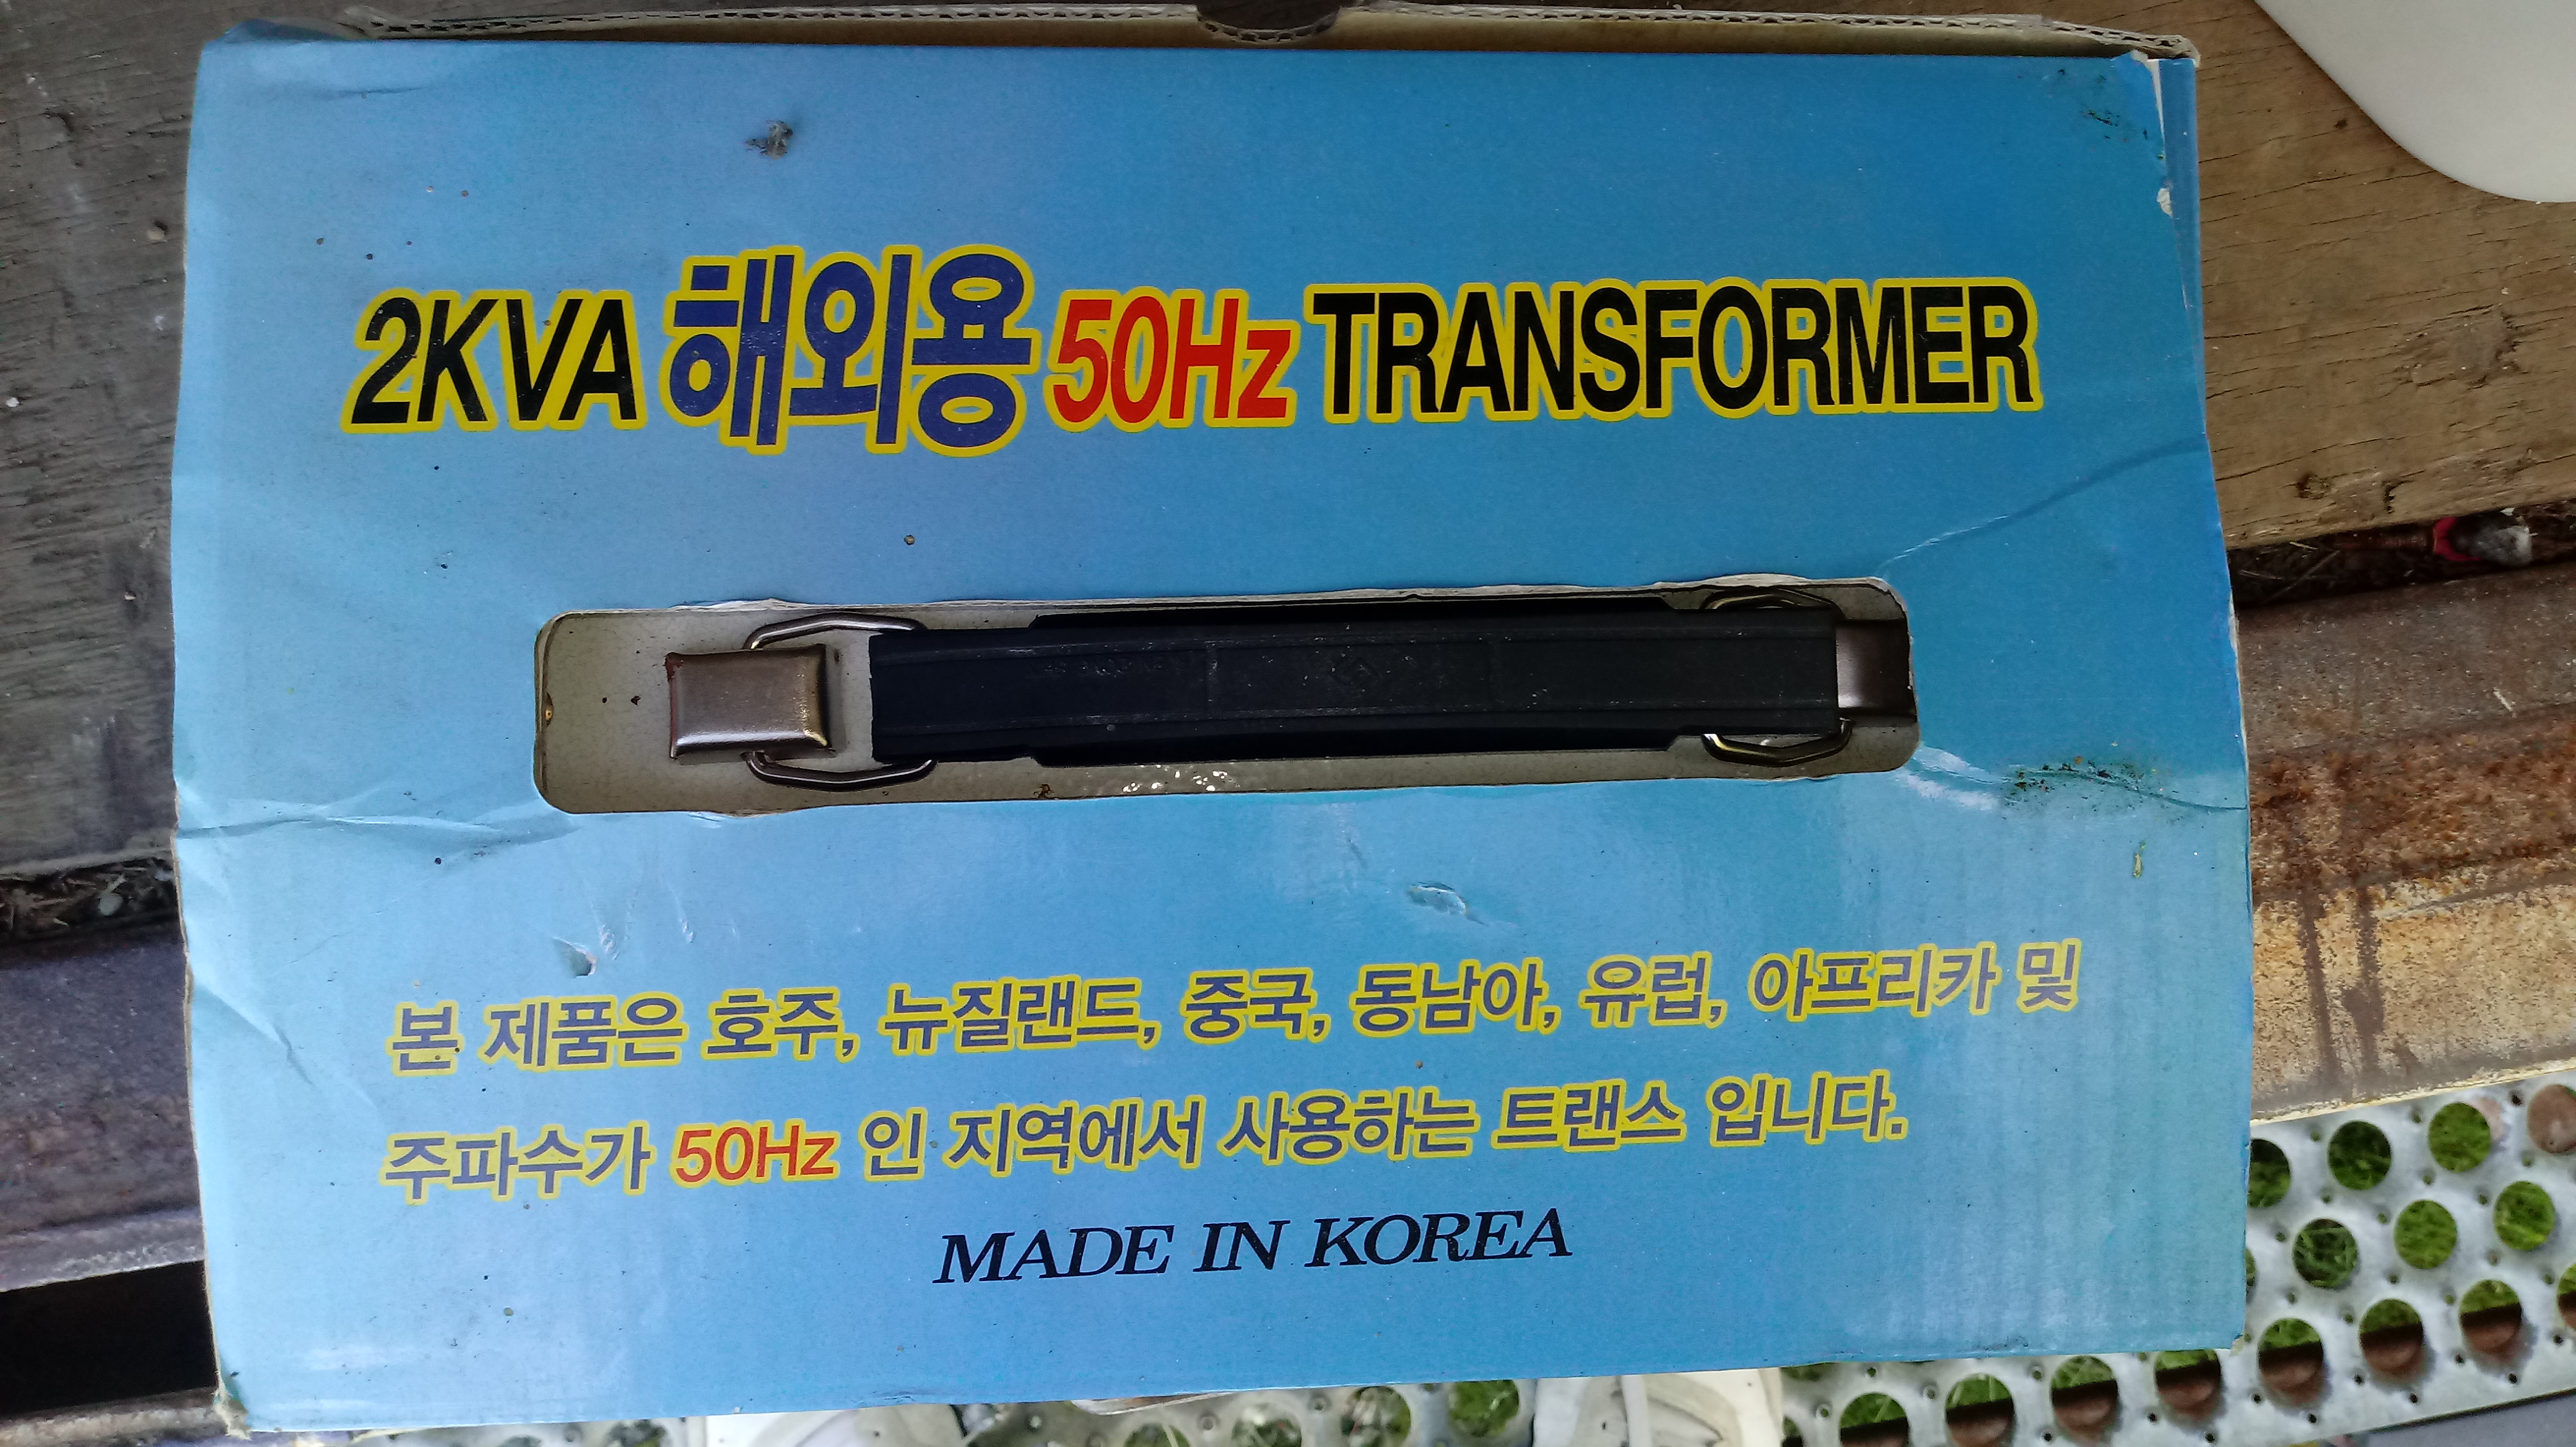 2KVA 해외용 50Hz TRANSFORMER
본 제품은 호주, 뉴질랜드, 중국, 동남아, 유럽, 아프리카 및
주파수가 50Hz 인 지역에서 사용하는 트랜스 입니다.
MADE IN KOREA